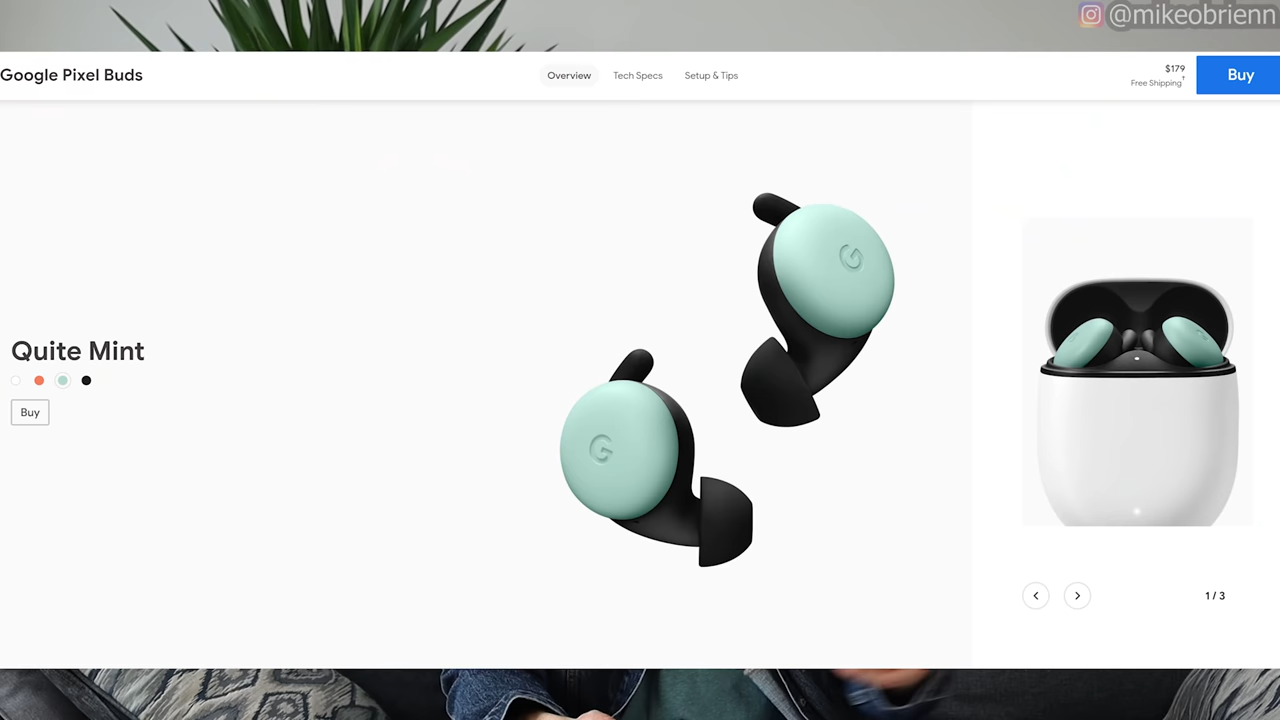 @mikeobrienn
Google Pixel Buds
Overview
Tech Specs
Setup & Tips
$179
Free Shipping†
Buy
Quite Mint
Buy
G
G
1 / 3